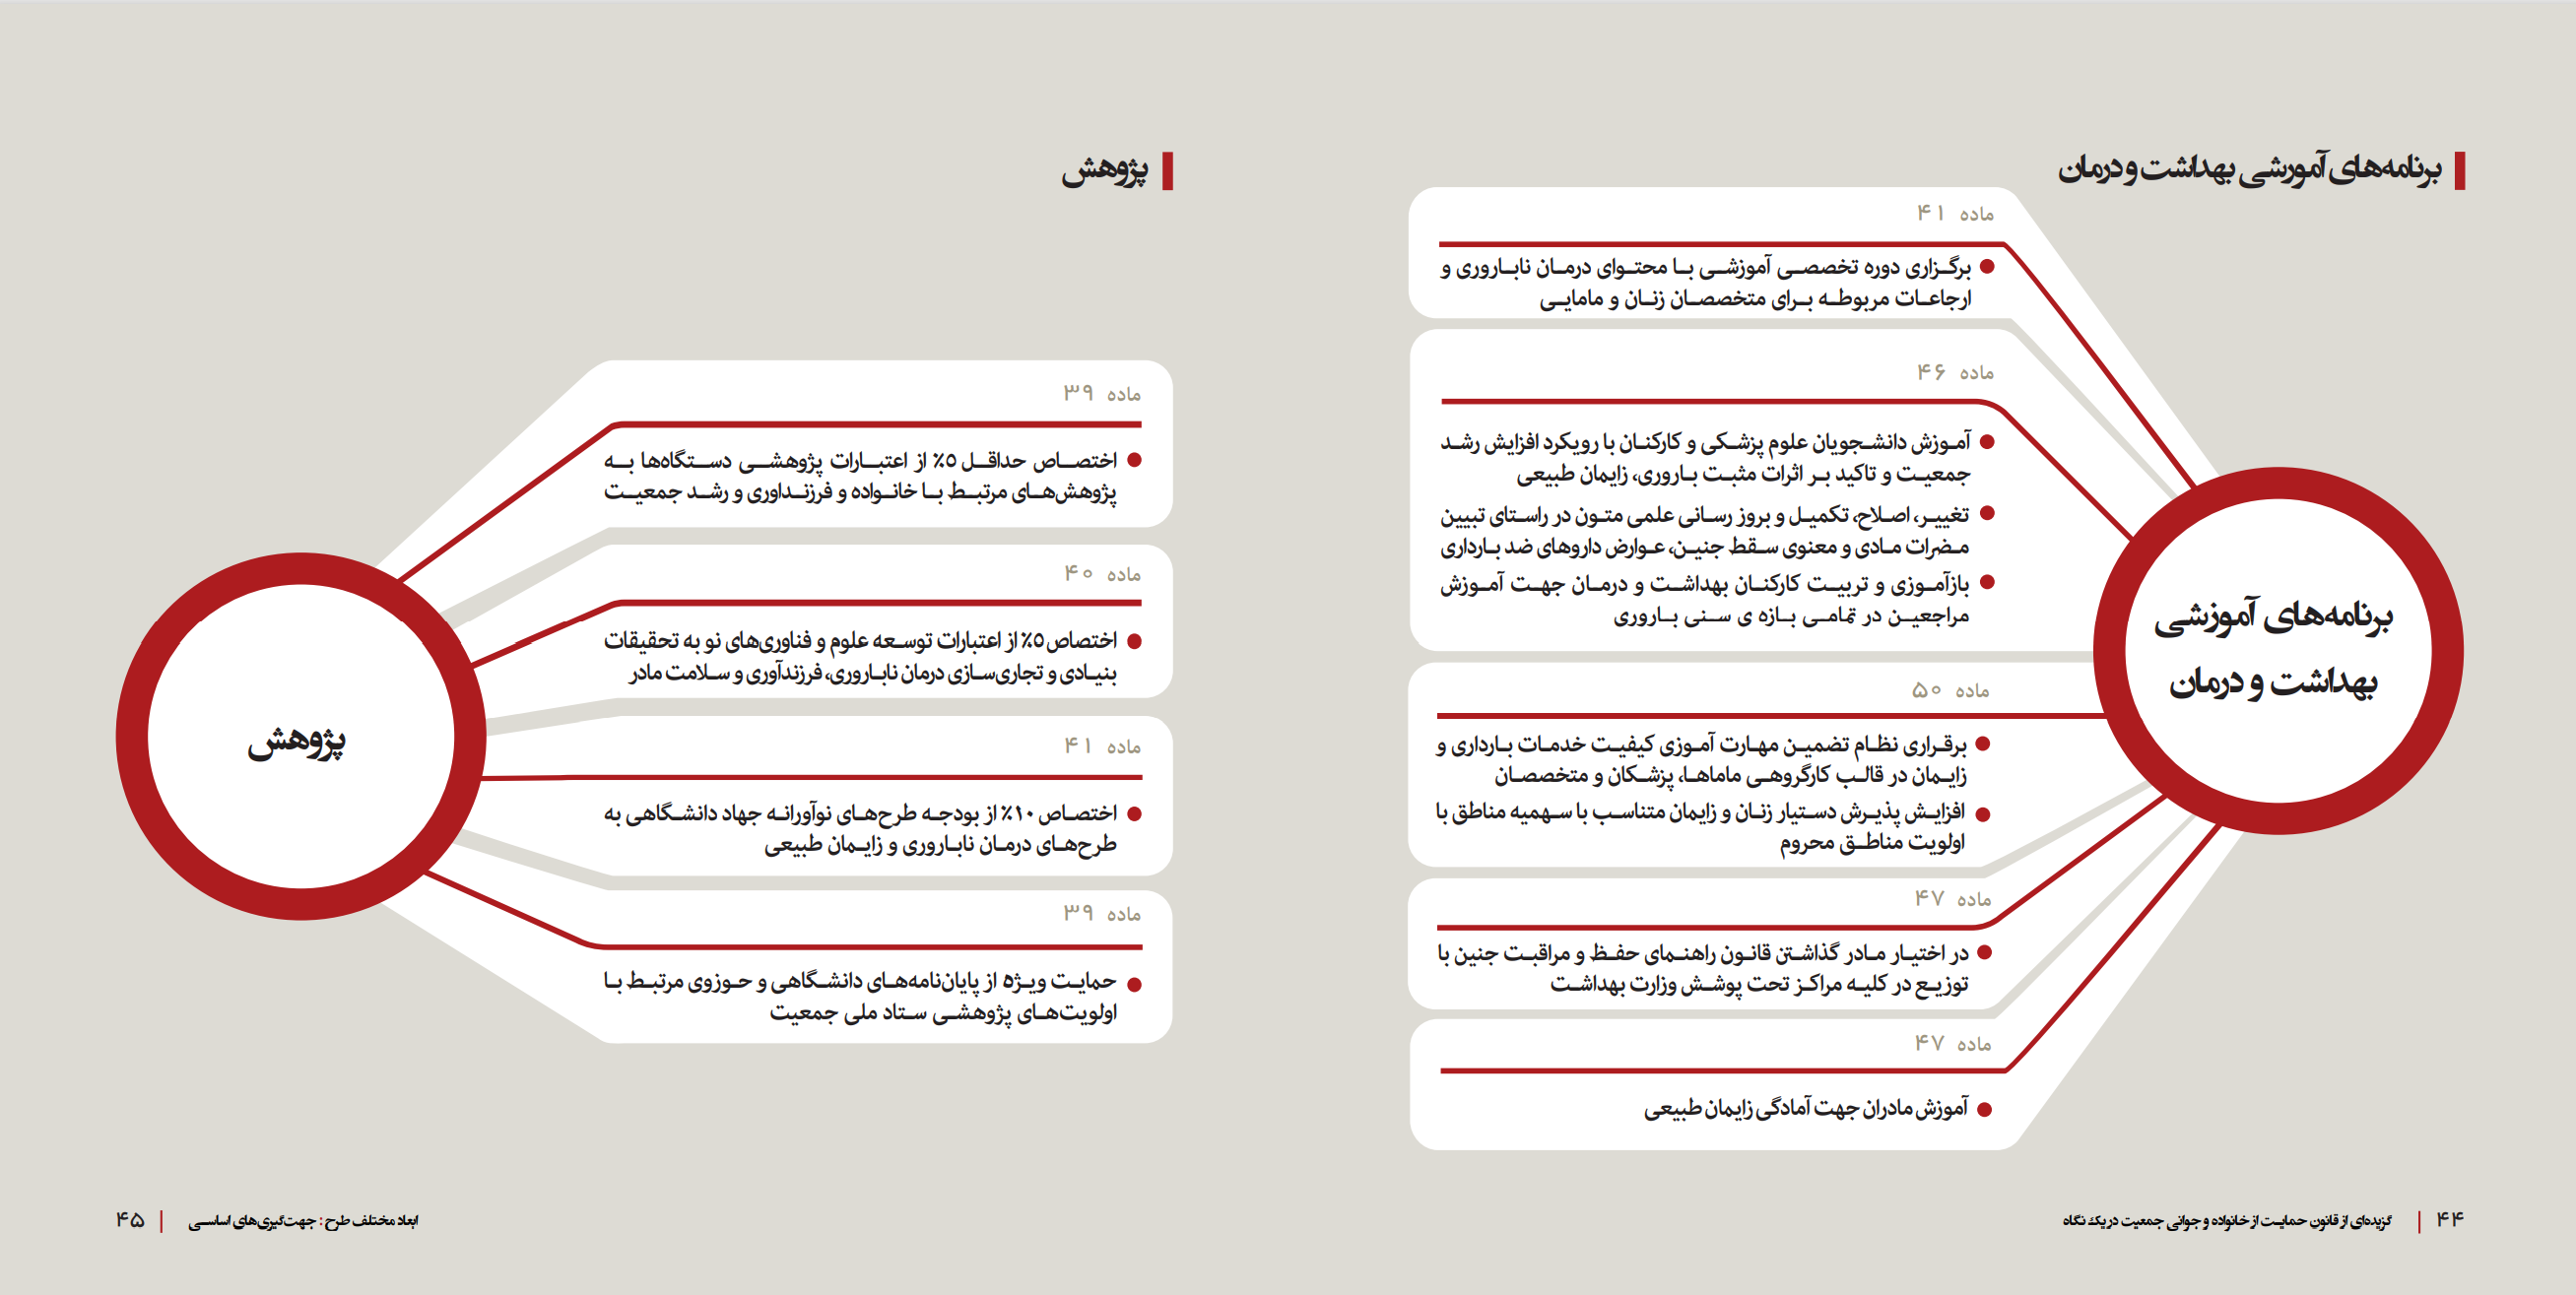 برنامه‌های آمورشی بهداشت و درمان
ماده ۴۱
برگزاری دوره تخصصی آموزشی با محتوای درمان ناباروری و
ارجاعات مربوطه برای متخصصان زنان و مامایی
ماده ۴۶
آموزش دانشجویان علوم پزشکی و کارکنان با رویکرد افزایش رشد
جمعیت و تاکید بر اثرات مثبت باروری، زایمان طبیعی
تغییر، اصلاح، تکمیل و بروز رسانی علمی متون در راستای تبیین
مضرات مادی و معنوی سقط جنین، عوارض داروهای ضد بارداری
بازآموزی و تربیت کارکنان بهداشت و درمان جهت آموزش
مراجعین در تمامی بازه ی سنی باروری
ماده ۵۰
برقراری نظام تضمین مهارت آموزی کیفیت خدمات بارداری و
زایمان در قالب کارگروهی ماماها، پزشکان و متخصصان
افزایش پذیرش دستیار زنان و زایمان متناسب با سهمیه مناطق با
اولویت مناطق محروم
ماده ۴۷
در اختیار مادر گذاشتن قانون راهنمای حفظ و مراقبت جنین با
توزیع در کلیه مراکز تحت پوشش وزارت بهداشت
ماده ۴۷
آموزش مادران جهت آمادگی زایمان طبیعی
برنامه‌های آموزشی
بهداشت و درمان
۴۴ | گزیده‌ای از قانون حمایت از خانواده و جوانی جمعیت در یک نگاه
پژوهش
ماده ۳۹
اختصاص حداقل ۵٪ از اعتبارات پژوهشی دستگاه‌ها به
پژوهش‌های مرتبط با خانواده و فرزنداوری و رشد جمعیت
ماده ۴۰
اختصاص ۵٪ از اعتبارات توسعه علوم و فناوری‌های نو به تحقیقات
بنیادی و تجاری‌سازی درمان ناباروری، فرزندآوری و سلامت مادر
ماده ۴۱
اختصاص ۱۰٪ از بودجه طرح‌های نوآورانه جهاد دانشگاهی به
طرح‌های درمان ناباروری و زایمان طبیعی
ماده ۳۹
حمایت ویژه از پایان‌نامه‌های دانشگاهی و حوزوی مرتبط با
اولویت‌های پژوهشی ستاد ملی جمعیت
پژوهش
ابعاد مختلف طرح: جهت‌گیری‌های اساسی | ۴۵